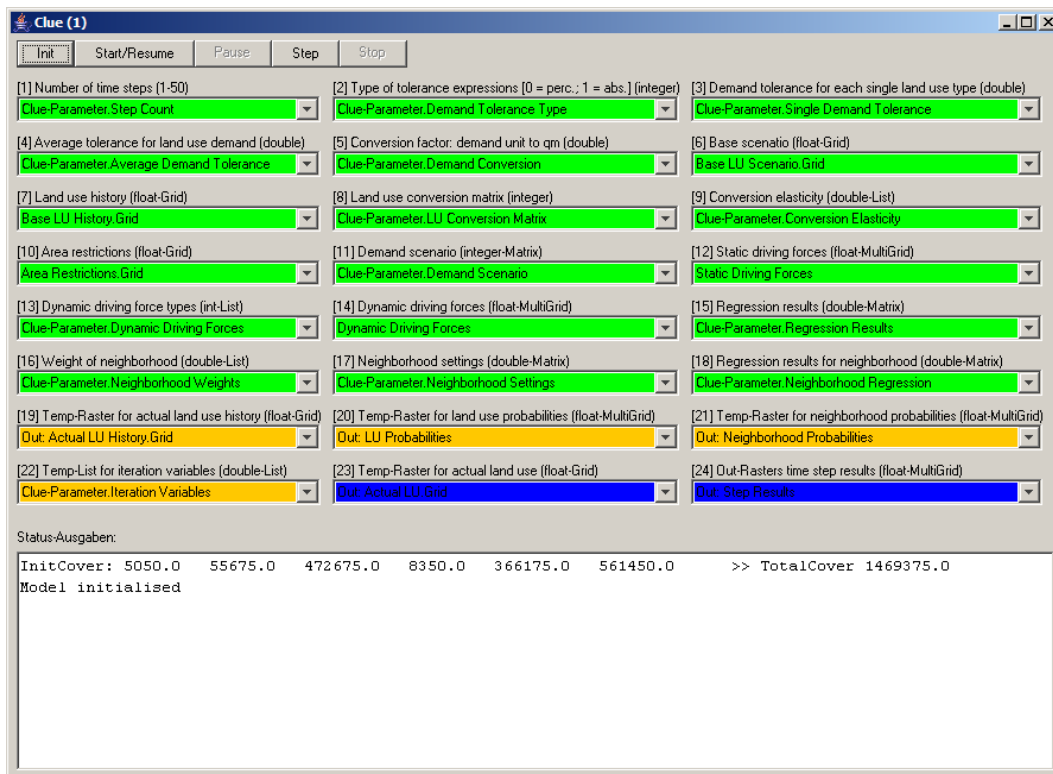 Clue (1)
Init Start/Resume Pause Step Stop
[1] Number of time steps (1-50) [2] Type of tolerance expressions [0 = perc.; 1 = abs.] (integer) [3] Demand tolerance for each single land use type (double)
Clue-Parameter.Step Count Clue-Parameter.Demand Tolerance Type Clue-Parameter.Single Demand Tolerance
[4] Average tolerance for land use demand (double) [5] Conversion factor: demand unit to qm (double) [6] Base scenatio (float-Grid)
Clue-Parameter.Average Demand Tolerance Clue-Parameter.Demand Conversion Base LU Scenario.Grid
[7] Land use history (float-Grid) [8] Land use conversion matrix (integer) [9] Conversion elasticity (double-List)
Base LU History.Grid Clue-Parameter.LU Conversion Matrix Clue-Parameter.Conversion Elasticity
[10] Area restrictions (float-Grid) [11] Demand scenario (integer-Matrix) [12] Static driving forces (float-MultiGrid)
Area Restrictions.Grid Clue-Parameter.Demand Scenario Static Driving Forces
[13] Dynamic driving force types (int-List) [14] Dynamic driving forces (float-MultiGrid) [15] Regression results (double-Matrix)
Clue-Parameter.Dynamic Driving Forces Dynamic Driving Forces Clue-Parameter.Regression Results
[16] Weight of neighborhood (double-List) [17] Neighborhood settings (double-Matrix) [18] Regression results for neighborhood (double-Matrix)
Clue-Parameter.Neighborhood Weights Clue-Parameter.Neighborhood Settings Clue-Parameter.Neighborhood Regression
[19] Temp-Raster for actual land use history (float-Grid) [20] Temp-Raster for land use probabilities (float-MultiGrid) [21] Temp-Raster for neighborhood probabilities (float-MultiGrid)
Out: Actual LU History.Grid Out: LU Probabilities Out: Neighborhood Probabilities
[22] Temp-List for iteration variables (double-List) [23] Temp-Raster for actual land use (float-Grid) [24] Out-Rasters time step results (float-MultiGrid)
Clue-Parameter.Iteration Variables Out: Actual LU.Grid Out: Step Results
Status-Ausgaben:
InitCover: 5050.0 55675.0 472675.0 8350.0 366175.0 561450.0 >> TotalCover 1469375.0
Model initialised